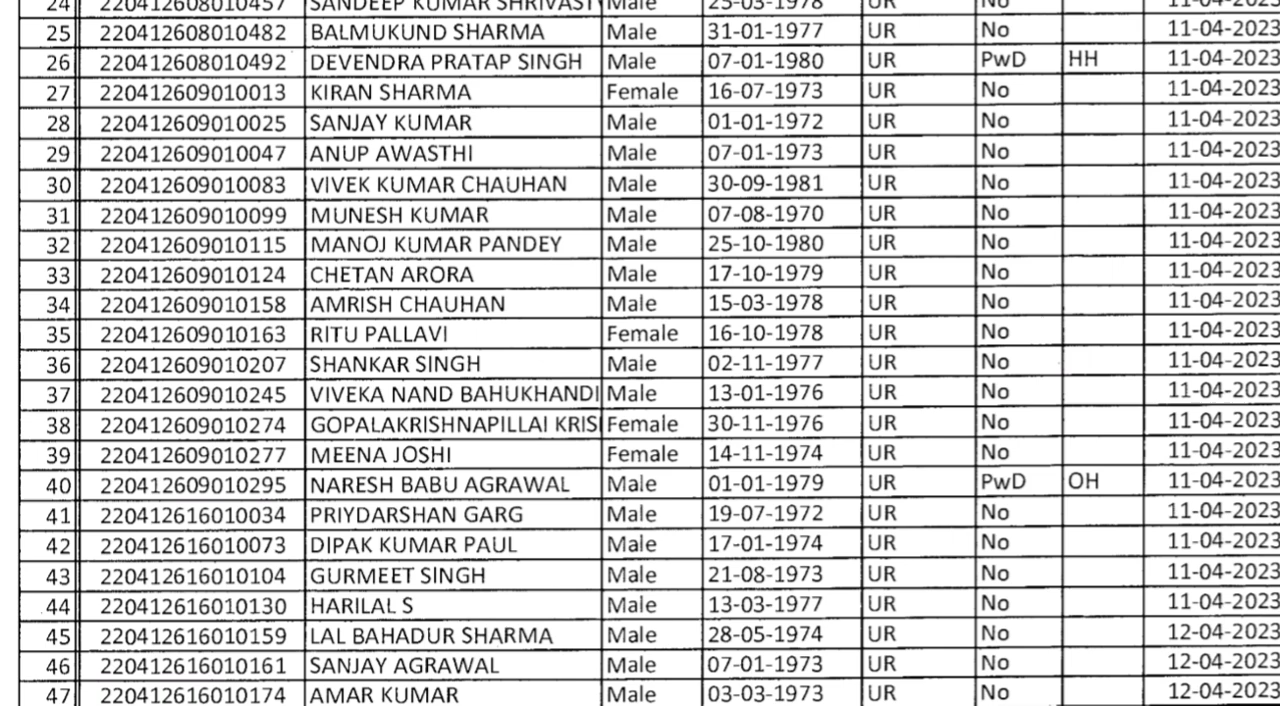 24 220412608010457 SANDEEP KUMAR Male 25-03-1978 UR No 11-04-2023
25 220412608010482 BALMUKUND SHARMA Male 31-01-1977 UR No 11-04-2023
26 220412608010492 DEVENDRA PRATAP SINGH Male 07-01-1980 UR PwD HH 11-04-2023
27 220412609010013 KIRAN SHARMA Female 16-07-1973 UR No 11-04-2023
28 220412609010025 SANJAY KUMAR Male 01-01-1972 UR No 11-04-2023
29 220412609010047 ANUP AWASTHI Male 07-01-1973 UR No 11-04-2023
30 220412609010083 VIVEK KUMAR CHAUHAN Male 30-09-1981 UR No 11-04-2023
31 220412609010099 MUNESH KUMAR Male 07-08-1970 UR No 11-04-2023
32 220412609010115 MANOJ KUMAR PANDEY Male 25-10-1980 UR No 11-04-2023
33 220412609010124 CHETAN ARORA Male 17-10-1979 UR No 11-04-2023
34 220412609010158 AMRISH CHAUHAN Male 15-03-1978 UR No 11-04-2023
35 220412609010163 RITU PALLAVI Female 16-10-1978 UR No 11-04-2023
36 220412609010207 SHANKAR SINGH Male 02-11-1977 UR No 11-04-2023
37 220412609010245 VIVEKA NAND BAHUKHANDI Male 13-01-1976 UR No 11-04-2023
38 220412609010274 GOPALAKRISHNAPILLAI KRIS Female 30-11-1976 UR No 11-04-2023
39 220412609010277 MEENA JOSHI Female 14-11-1974 UR No 11-04-2023
40 220412609010295 NARESH BABU AGRAWAL Male 01-01-1979 UR PwD OH 11-04-2023
41 220412616010034 PRIYDARSHAN GARG Male 19-07-1972 UR No 11-04-2023
42 220412616010073 DIPAK KUMAR PAUL Male 17-01-1974 UR No 11-04-2023
43 220412616010104 GURMEET SINGH Male 21-08-1973 UR No 11-04-2023
44 220412616010130 HARILAL S Male 13-03-1977 UR No 11-04-2023
45 220412616010159 LAL BAHADUR SHARMA Male 28-05-1974 UR No 12-04-2023
46 220412616010161 SANJAY AGRAWAL Male 07-01-1973 UR No 12-04-2023
47 220412616010174 AMAR KUMAR Male 03-03-1973 UR No 12-04-2023